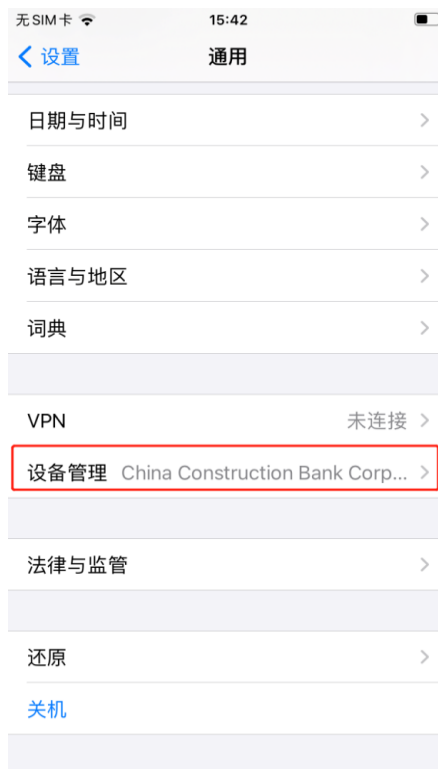 无SIM卡 15:42
设置 通用
日期与时间
键盘
字体
语言与地区
词典
VPN 未连接
设备管理 China Construction Bank Corp...
法律与监管
还原
关机